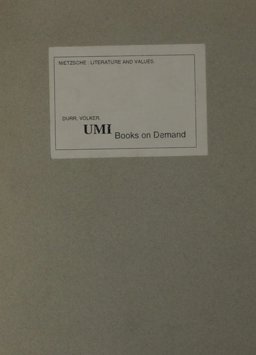 NIETZSCHE : LITERATURE AND VALUES.
DURR, VOLKER.
UMI Books on Demand